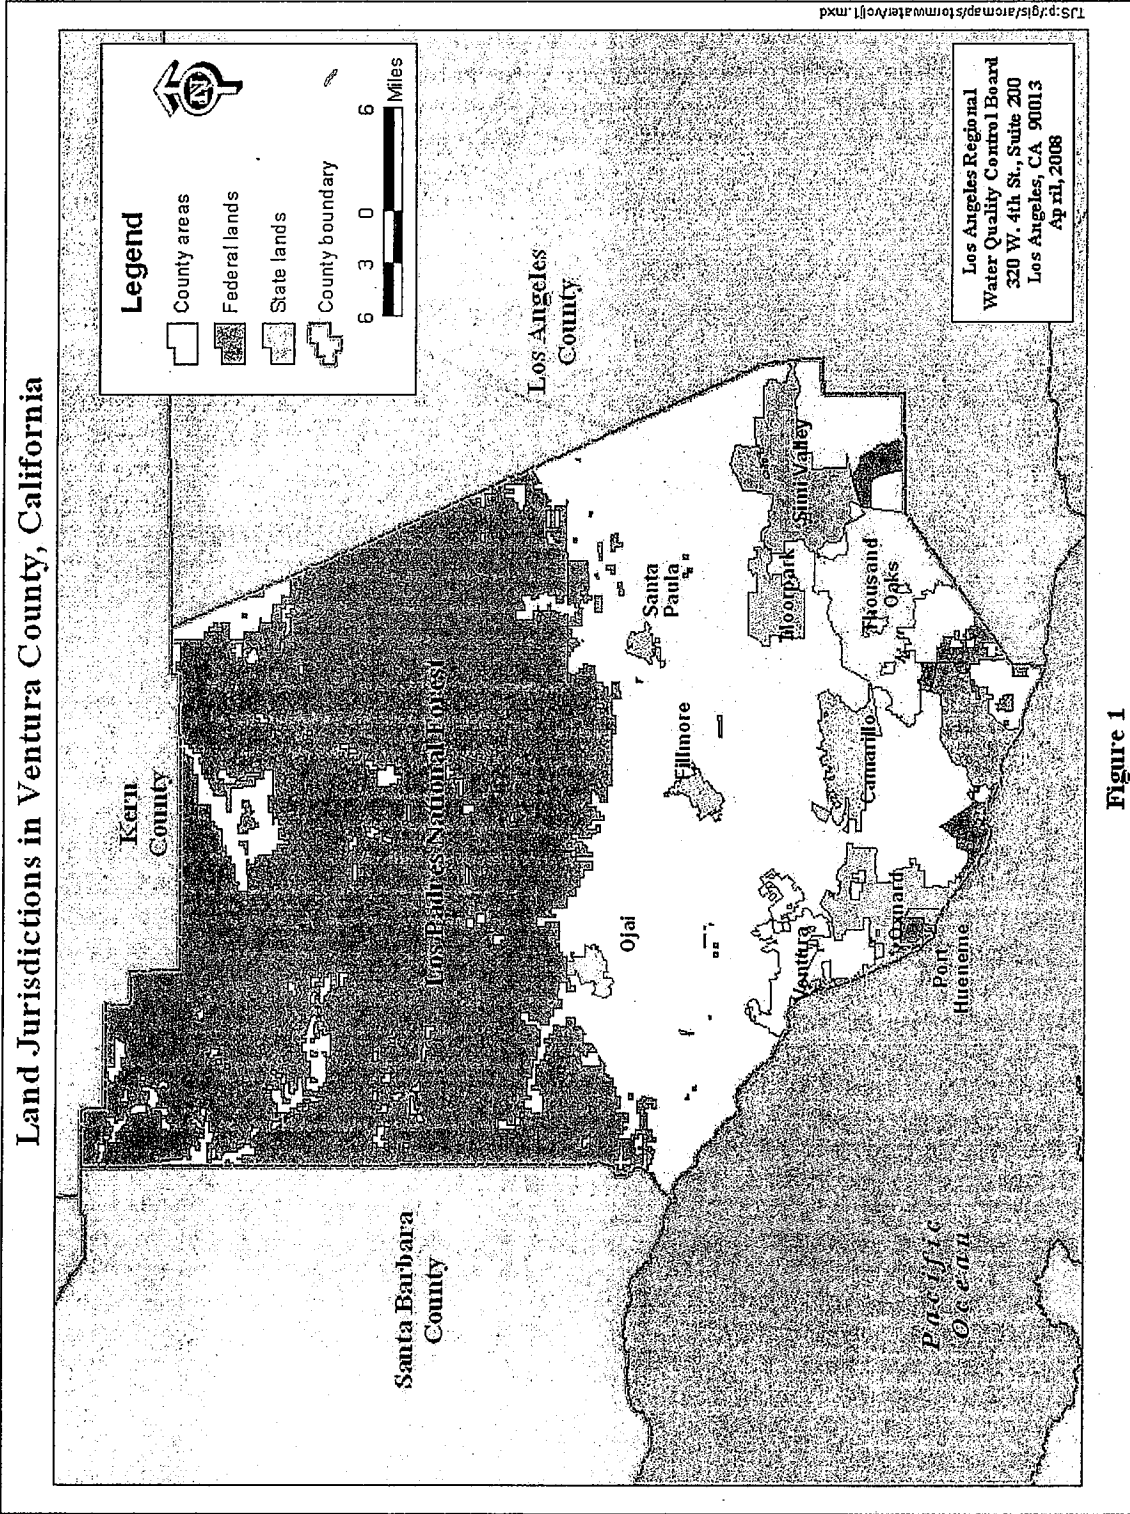 Land Jurisdictions in Ventura County, California
Kern
County
Legend
County areas
Federal lands
State lands
County boundary
N
6 3 0 6
Miles
Los Angeles
County
Santa Barbara
County
Los Padres National Forest
Ojai
Fillmore
Santa
Paula
Ventura
Oxnard
Port
Hueneme
Camarillo
Moorpark
Simi Valley
Thousand
Oaks
Pacific
Ocean
Los Angeles Regional
Water Quality Control Board
320 W. 4th St., Suite 200
Los Angeles, CA 90013
April, 2008
TJS:p:/gis/arcmap/stormwater/vclj1.mxd
Figure 1